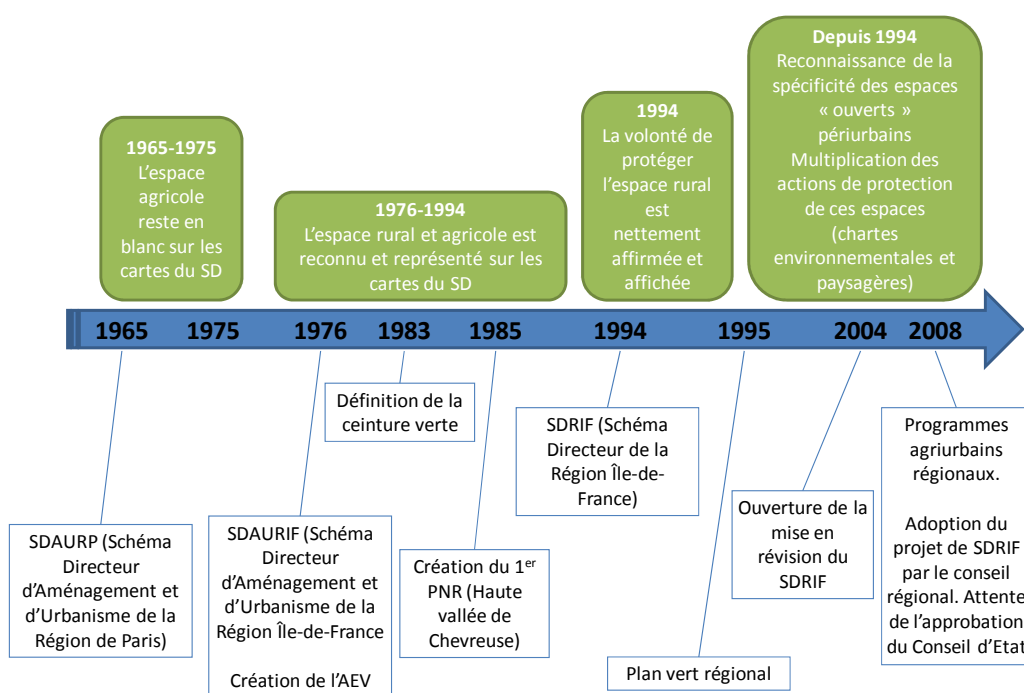 1965-1975
L'espace
agricole
reste en
blanc sur les
cartes du SD
1976-1994
L'espace rural et agricole est
reconnu et représenté sur les
cartes du SD
1994
La volonté de
protéger
l'espace rural
est
nettement
affirmée et
affichée
Depuis 1994
Reconnaissance de la
spécificité des espaces
« ouverts »
périurbains
Multiplication des
actions de protection
de ces espaces
(chartes
environnementales et
paysagères)
1965 1975 1976 1983 1985 1994 1995 2004 2008
SDAURP (Schéma
Directeur
d'Aménagement et
d'Urbanisme de la
Région de Paris)
SDAURIF (Schéma
Directeur
d'Aménagement et
d'Urbanisme de la
Région Île-de-France
Création de l'AEV
Définition de la
ceinture verte
Création du 1er
PNR (Haute
vallée de
Chevreuse)
SDRIF (Schéma
Directeur de la
Région Île-de-
France)
Plan vert régional
Ouverture de la
mise en
révision du
SDRIF
Programmes
agriurbains
régionaux.
Adoption du
projet de SDRIF
par le conseil
régional. Attente
de l'approbation
du Conseil d'Etat